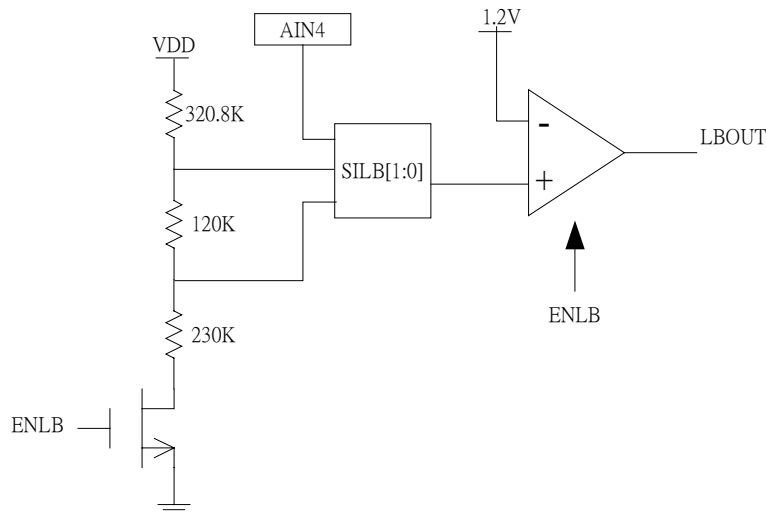 1.2V
AIN4
VDD
320.8K
-
LBOUT
SILB[1:0]
+
120K
ENLB
230K
ENLB